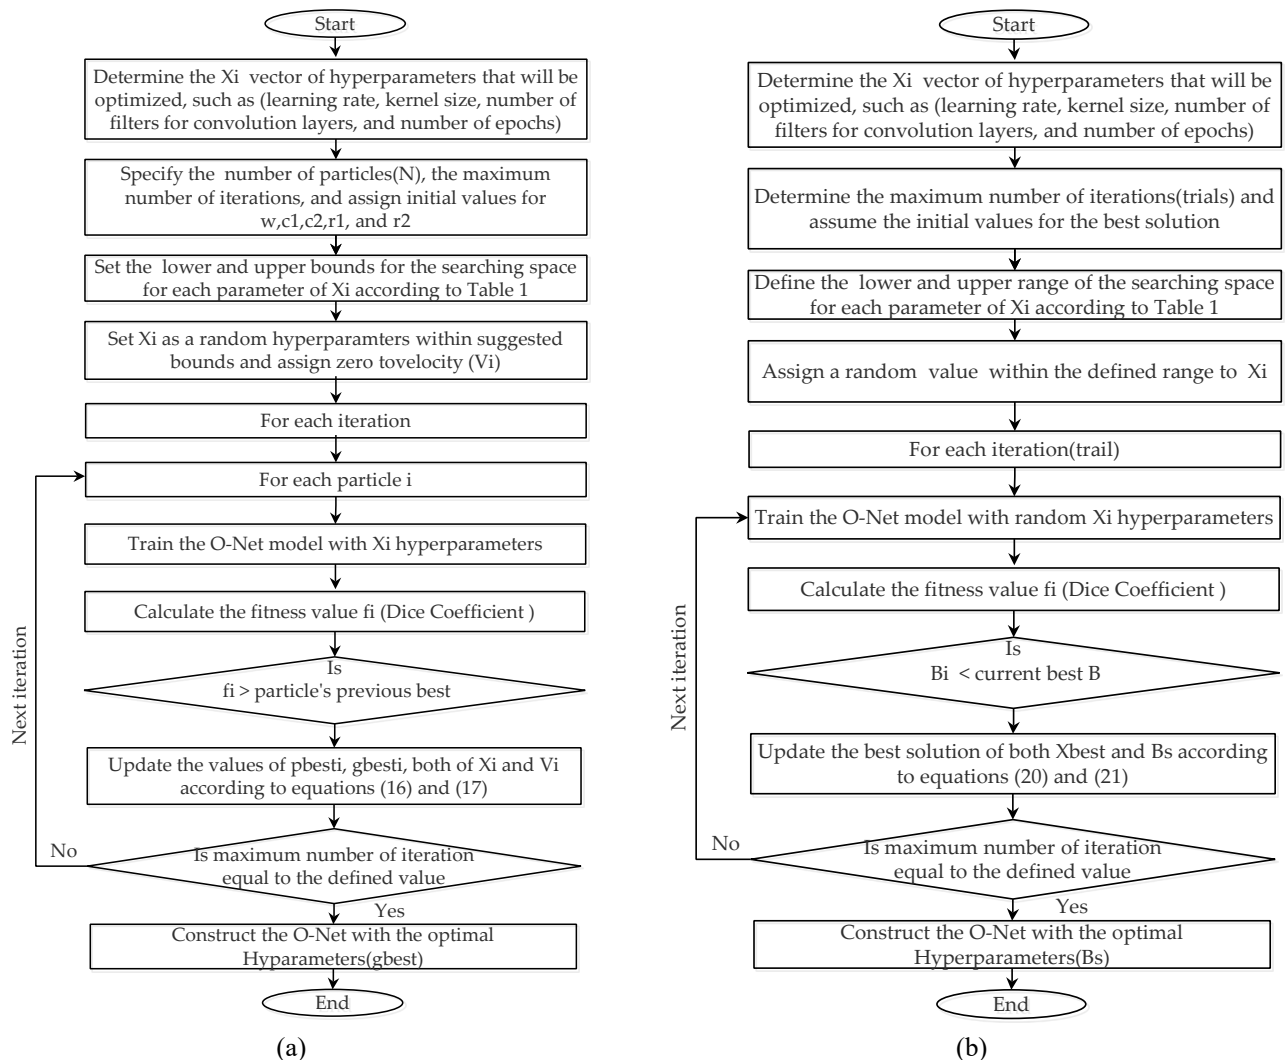 Start
Determine the Xi vector of hyperparameters that will be
optimized, such as (learning rate, kernel size, number of
filters for convolution layers, and number of epochs)
Specify the number of particles(N), the maximum
number of iterations, and assign initial values for
w,c1,c2,r1, and r2
Set the lower and upper bounds for the searching space
for each parameter of Xi according to Table 1
Set Xi as a random hyperparamters within suggested
bounds and assign zero tovelocity (Vi)
For each iteration
For each particle i
Train the O-Net model with Xi hyperparameters
Calculate the fitness value fi (Dice Coefficient )
Is
fi > particle's previous best
Update the values of pbesti, gbesti, both of Xi and Vi
according to equations (16) and (17)
Next iteration
No
Is maximum number of iteration
equal to the defined value
Yes
Construct the O-Net with the optimal
Hyparameters(gbest)
End
(a)
Start
Determine the Xi vector of hyperparameters that will be
optimized, such as (learning rate, kernel size, number of
filters for convolution layers, and number of epochs)
Determine the maximum number of iterations(trials) and
assume the initial values for the best solution
Define the lower and upper range of the searching space
for each parameter of Xi according to Table 1
Assign a random value within the defined range to Xi
For each iteration(trail)
Train the O-Net model with random Xi hyperparameters
Calculate the fitness value fi (Dice Coefficient )
Is
Bi < current best B
Update the best solution of both Xbest and Bs according
to equations (20) and (21)
Next iteration
No
Is maximum number of iteration
equal to the defined value
Yes
Construct the O-Net with the optimal
Hyperparameters(Bs)
End
(b)